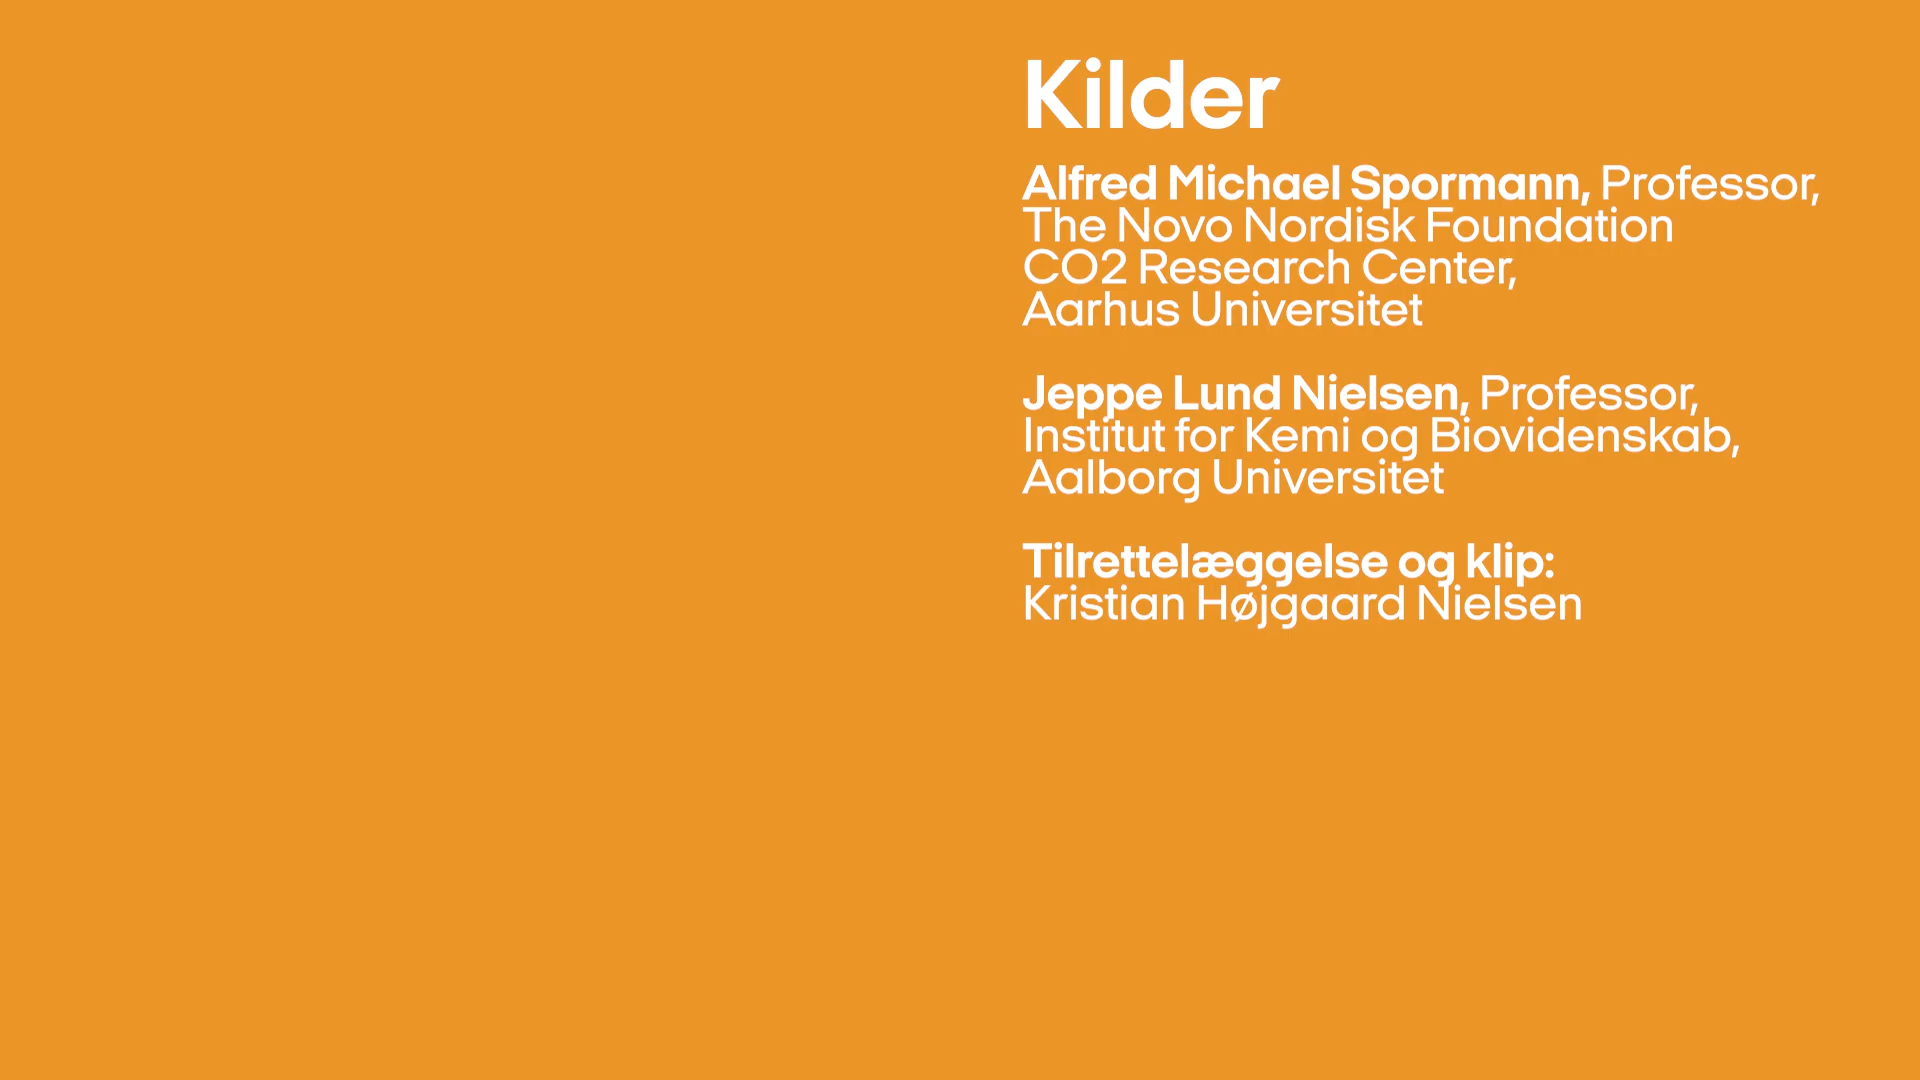 Kilder
Alfred Michael Spormann, Professor,
The Novo Nordisk Foundation
CO2 Research Center,
Aarhus Universitet
Jeppe Lund Nielsen, Professor,
Institut for Kemi og Biovidenskab,
Aalborg Universitet
Tilrettelæggelse og klip:
Kristian Højgaard Nielsen